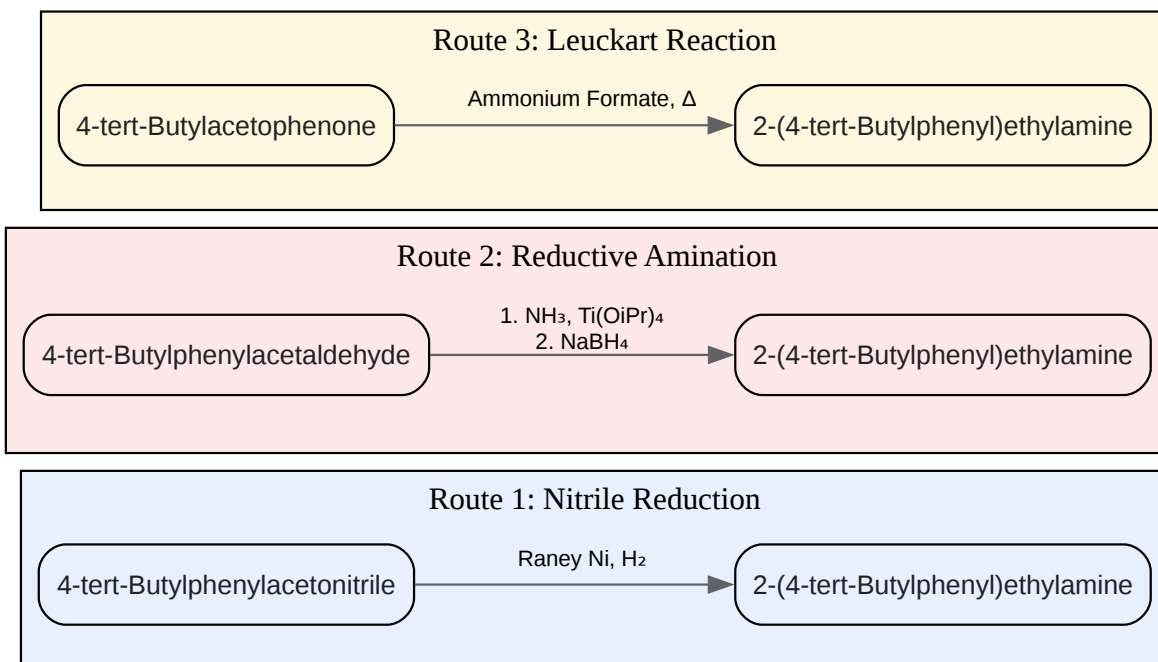 Route 3: Leuckart Reaction
4-tert-Butylacetophenone
Ammonium Formate, Δ
2-(4-tert-Butylphenyl)ethylamine
Route 2: Reductive Amination
4-tert-Butylphenylacetaldehyde
1. NH₃, Ti(OiPr)₄
2. NaBH₄
2-(4-tert-Butylphenyl)ethylamine
Route 1: Nitrile Reduction
4-tert-Butylphenylacetonitrile
Raney Ni, H₂
2-(4-tert-Butylphenyl)ethylamine